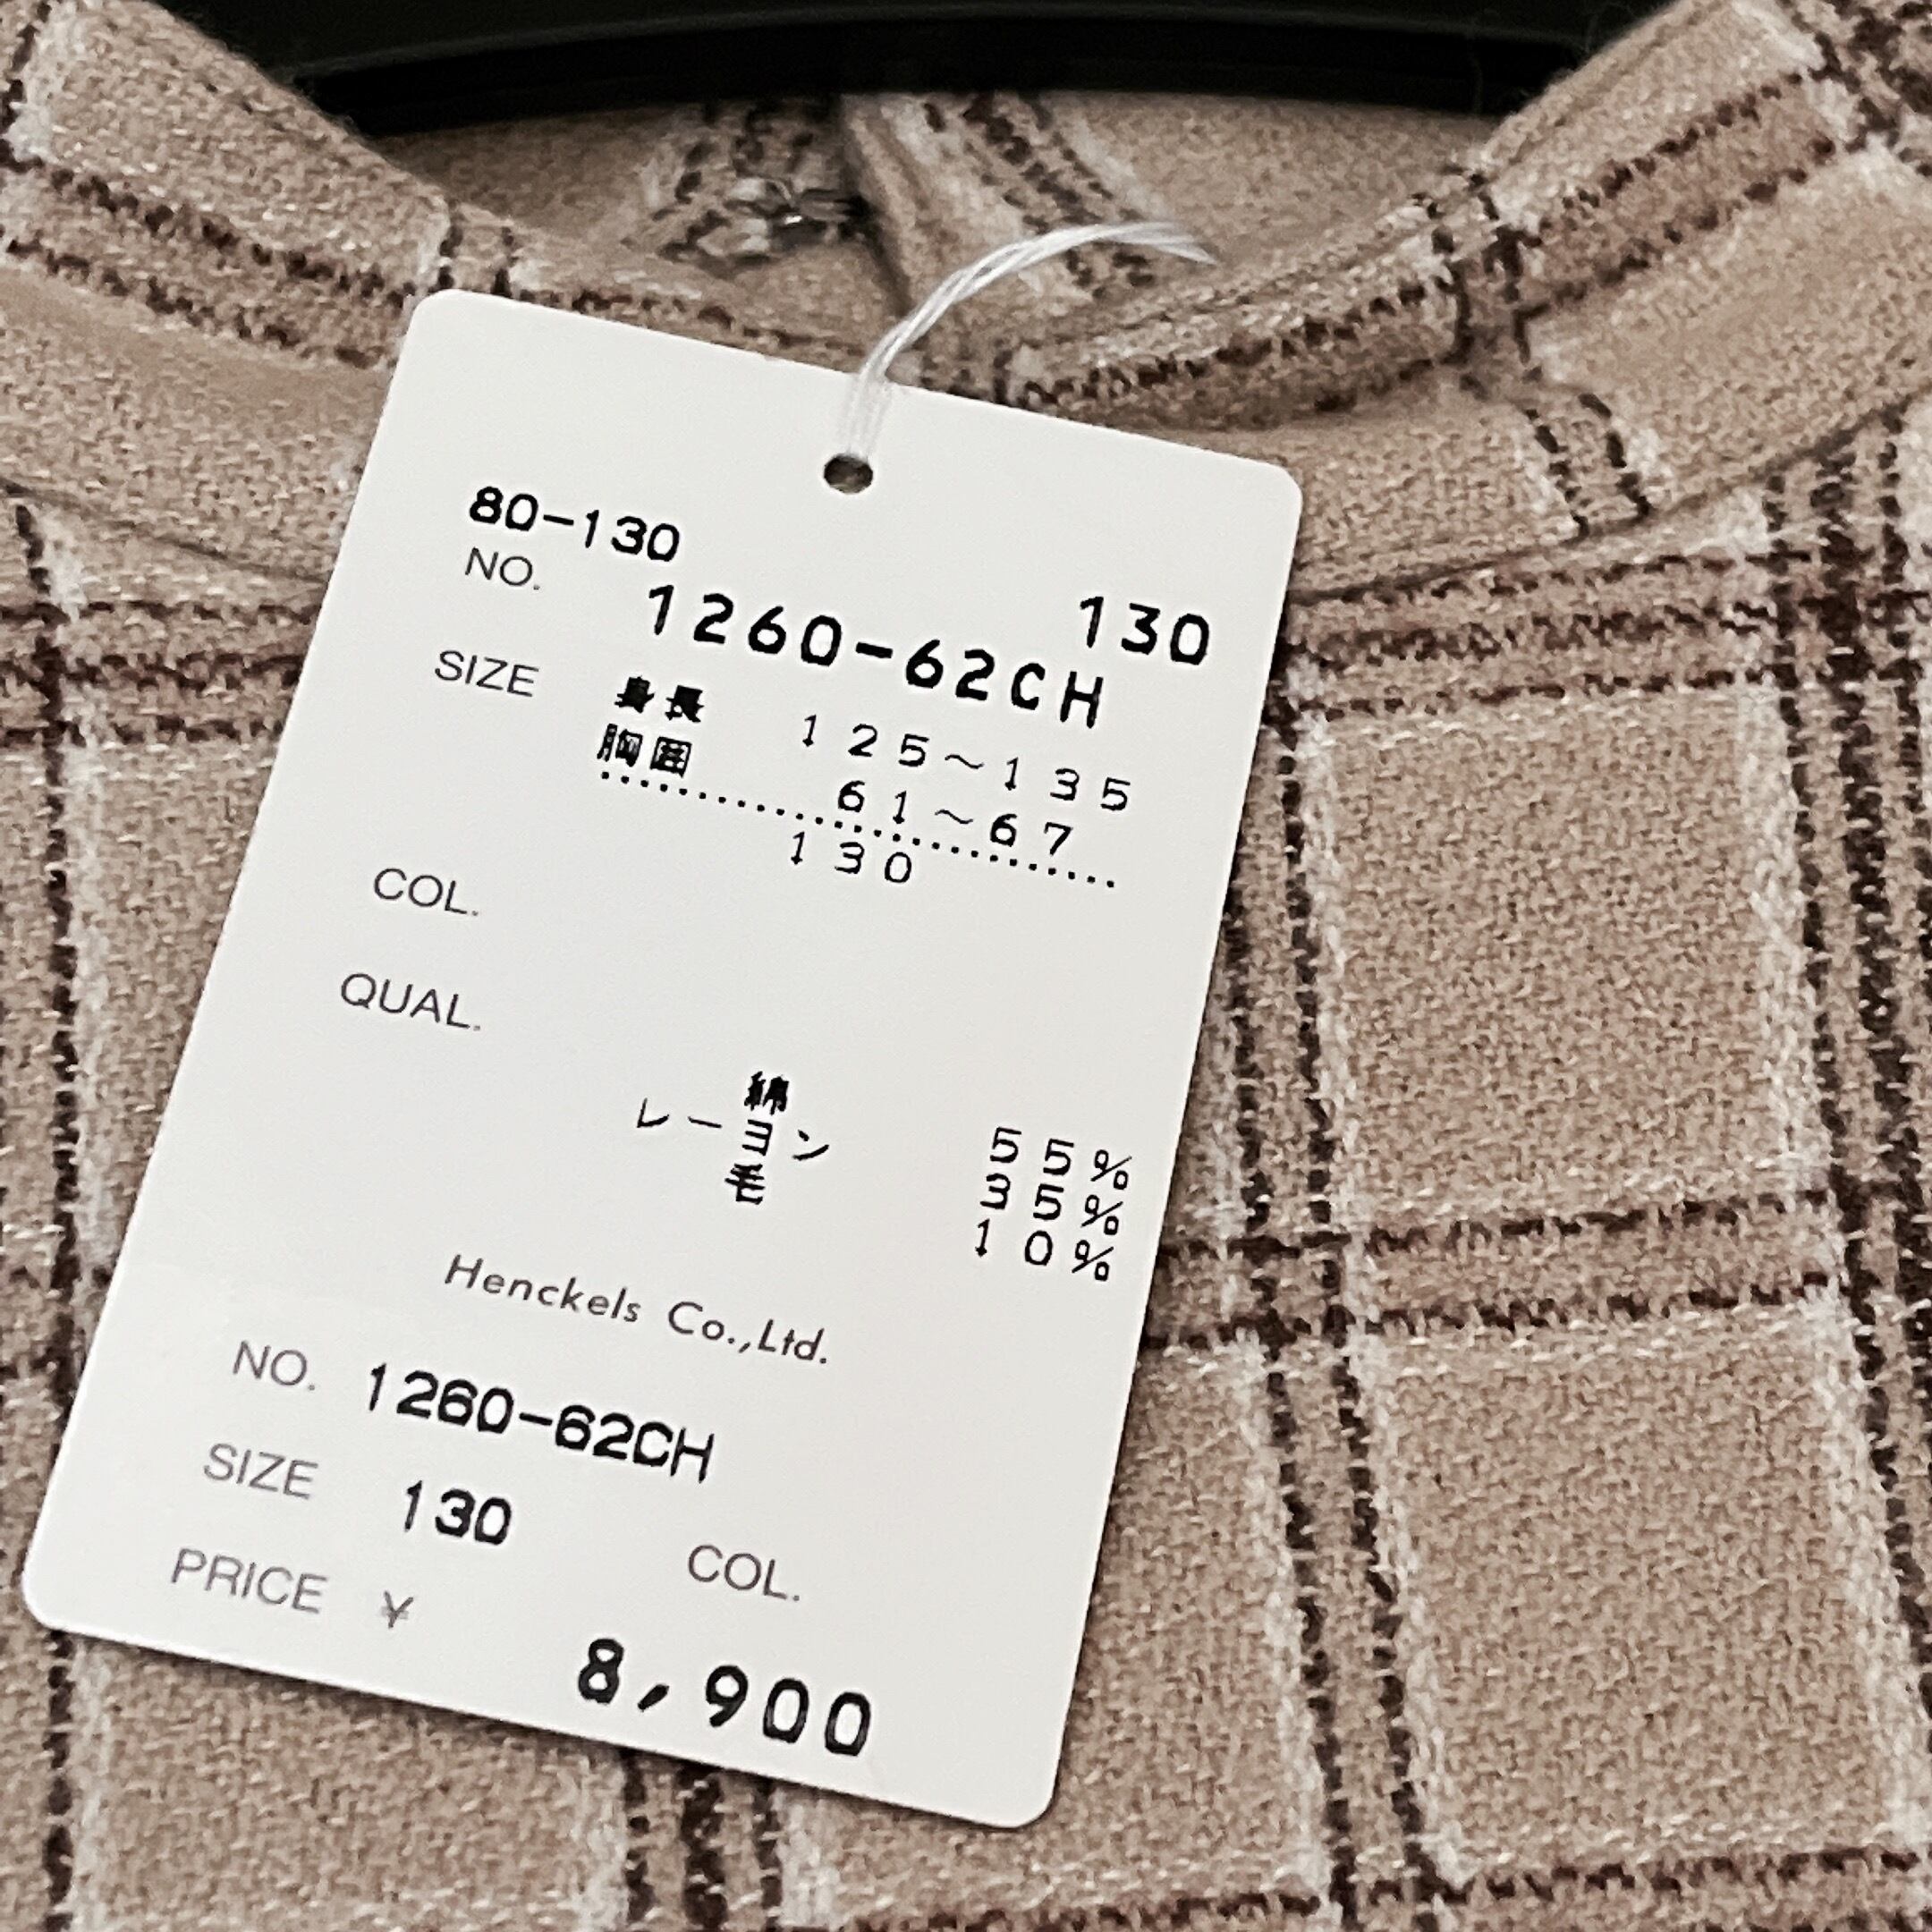 80-130
NO.
130
1260-62CH
SIZE 身長 125～135
胸囲 61～67
130
COL.
QUAL.
綿 55%
レーヨン 35%
毛 10%
Henckels Co.,Ltd.
NO. 1260-62CH
SIZE 130
COL.
PRICE ¥
8,900